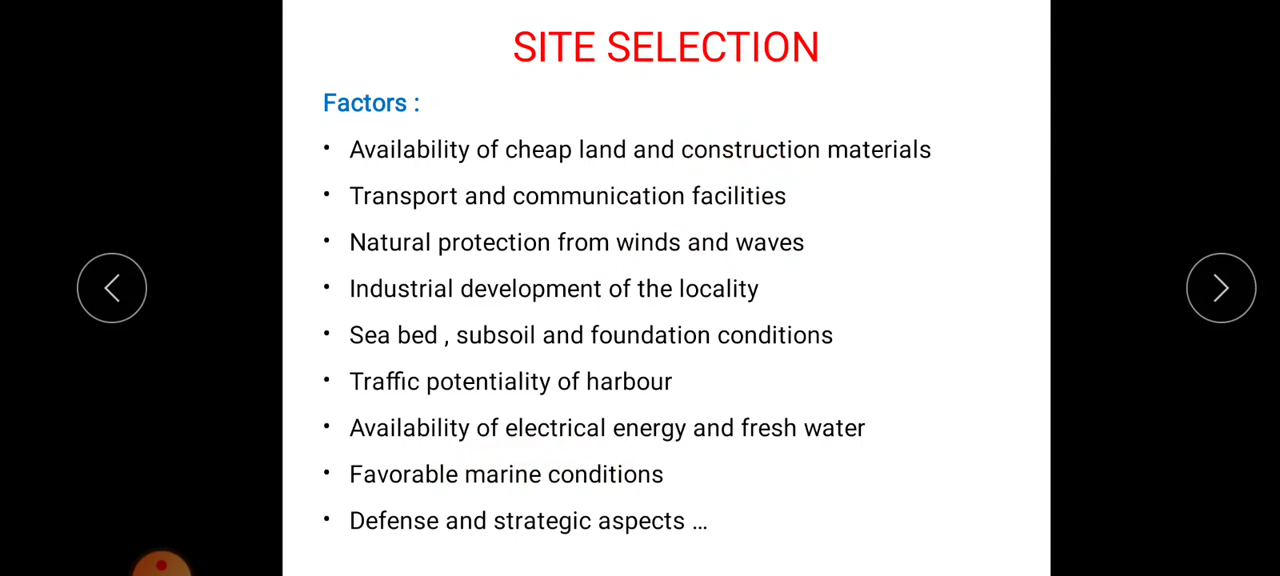 SITE SELECTION
Factors :
• Availability of cheap land and construction materials
• Transport and communication facilities
• Natural protection from winds and waves
• Industrial development of the locality
• Sea bed , subsoil and foundation conditions
• Traffic potentiality of harbour
• Availability of electrical energy and fresh water
• Favorable marine conditions
• Defense and strategic aspects ...